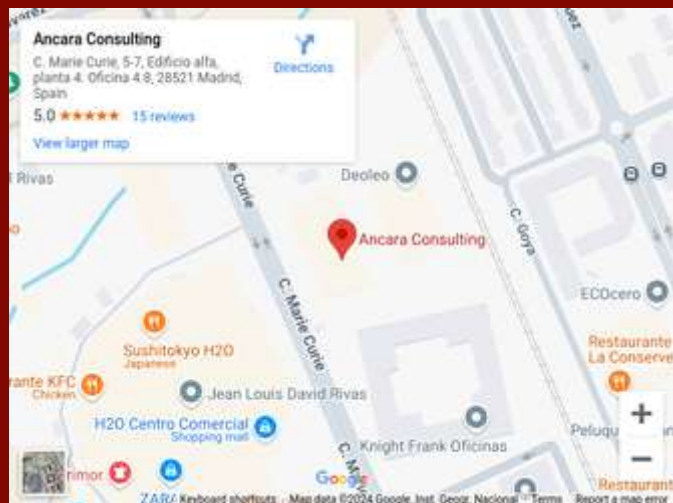 Ancara Consulting
C. Marie Curie, 5-7, Edificio alfa,
planta 4. Oficina 4.8, 28521 Madrid,
Spain
5.0 15 reviews
View larger map
Directions
Rivas
Curie
Deoleo
Ancara Consulting
C. Goya
C. Marie Curie
ECOcero
Sushitokyo H2O
Japanese
Restaurante
La Conserve
KFC
Chicken
Jean Louis David Rivas
H2O Centro Comercial
Shopping mall
Knight Frank Oficinas
+
−
Google
Restaurant
Keyboard shortcuts Map data ©2024 Google, Inst. Geogr. Nacional Terms Report a map error